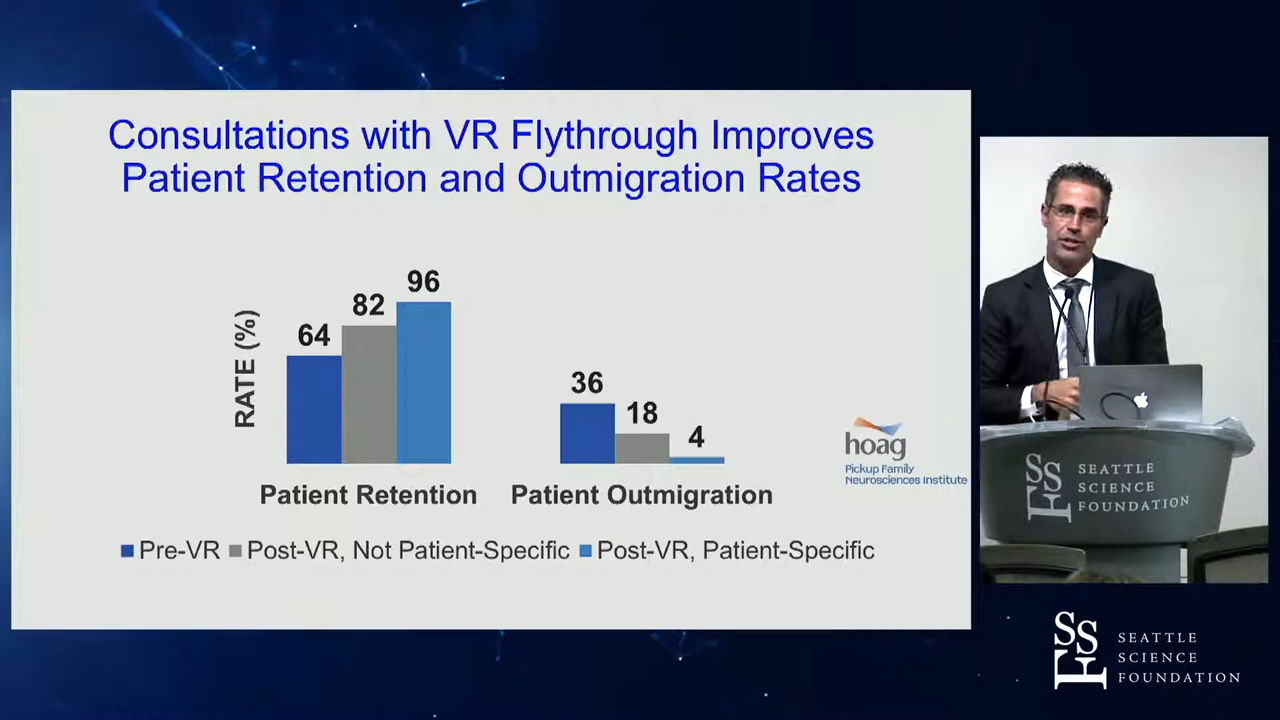 Consultations with VR Flythrough Improves
Patient Retention and Outmigration Rates
RATE (%)
64
82
96
36
18
4
Patient Retention
Patient Outmigration
Pre-VR
Post-VR, Not Patient-Specific
Post-VR, Patient-Specific
hoag
Pickup Family
Neurosciences Institute
SSF
SEATTLE
SCIENCE
FOUNDATION
SSF
SEATTLE
SCIENCE
FOUNDATION